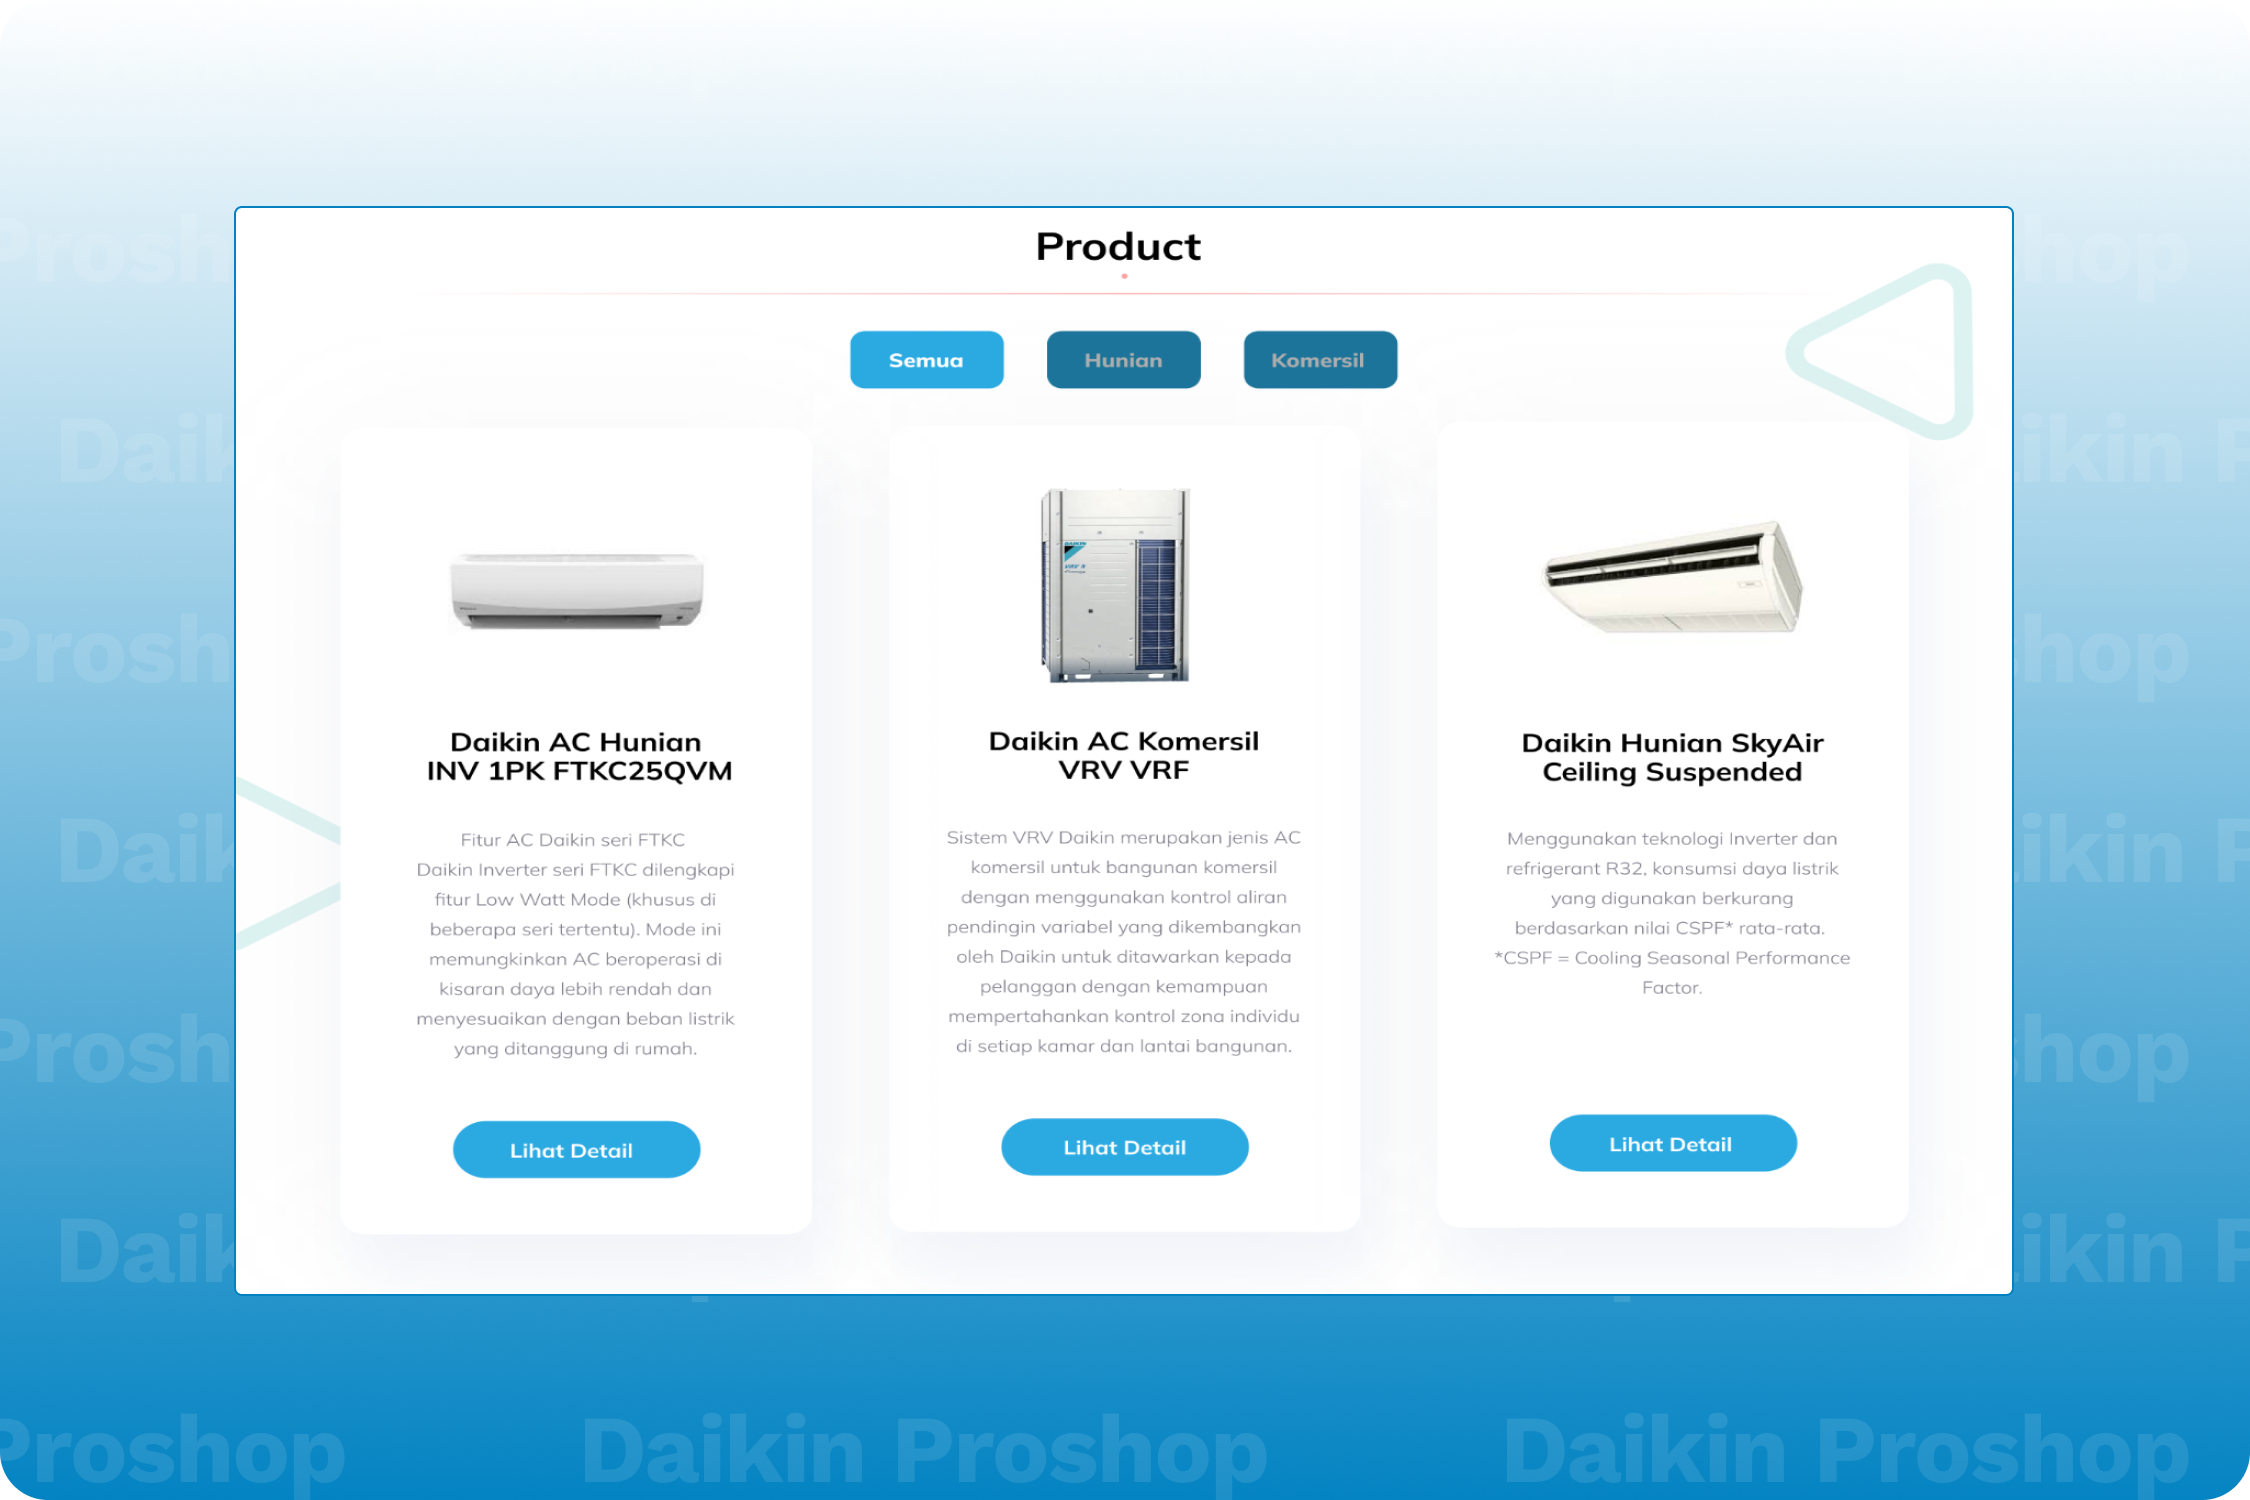 Product
Semua
Hunian
Komersil
Daikin AC Hunian
INV 1PK FTKC25QVM
Fitur AC Daikin seri FTKC
Daikin Inverter seri FTKC dilengkapi
fitur Low Watt Mode (khusus di
beberapa seri tertentu). Mode ini
memungkinkan AC beroperasi di
kisaran daya lebih rendah dan
menyesuaikan dengan beban listrik
yang ditanggung di rumah.
Lihat Detail
DAIKIN
Daikin AC Komersil
VRV VRF
Sistem VRV Daikin merupakan jenis AC
komersil untuk bangunan komersil
dengan menggunakan kontrol aliran
pendingin variabel yang dikembangkan
oleh Daikin untuk ditawarkan kepada
pelanggan dengan kemampuan
mempertahankan kontrol zona individu
di setiap kamar dan lantai bangunan.
Lihat Detail
Daikin Hunian SkyAir
Ceiling Suspended
Menggunakan teknologi Inverter dan
refrigerant R32, konsumsi daya listrik
yang digunakan berkurang
berdasarkan nilai CSPF* rata-rata.
*CSPF = Cooling Seasonal Performance
Factor.
Lihat Detail
Proshop Daikin Proshop Daikin Proshop